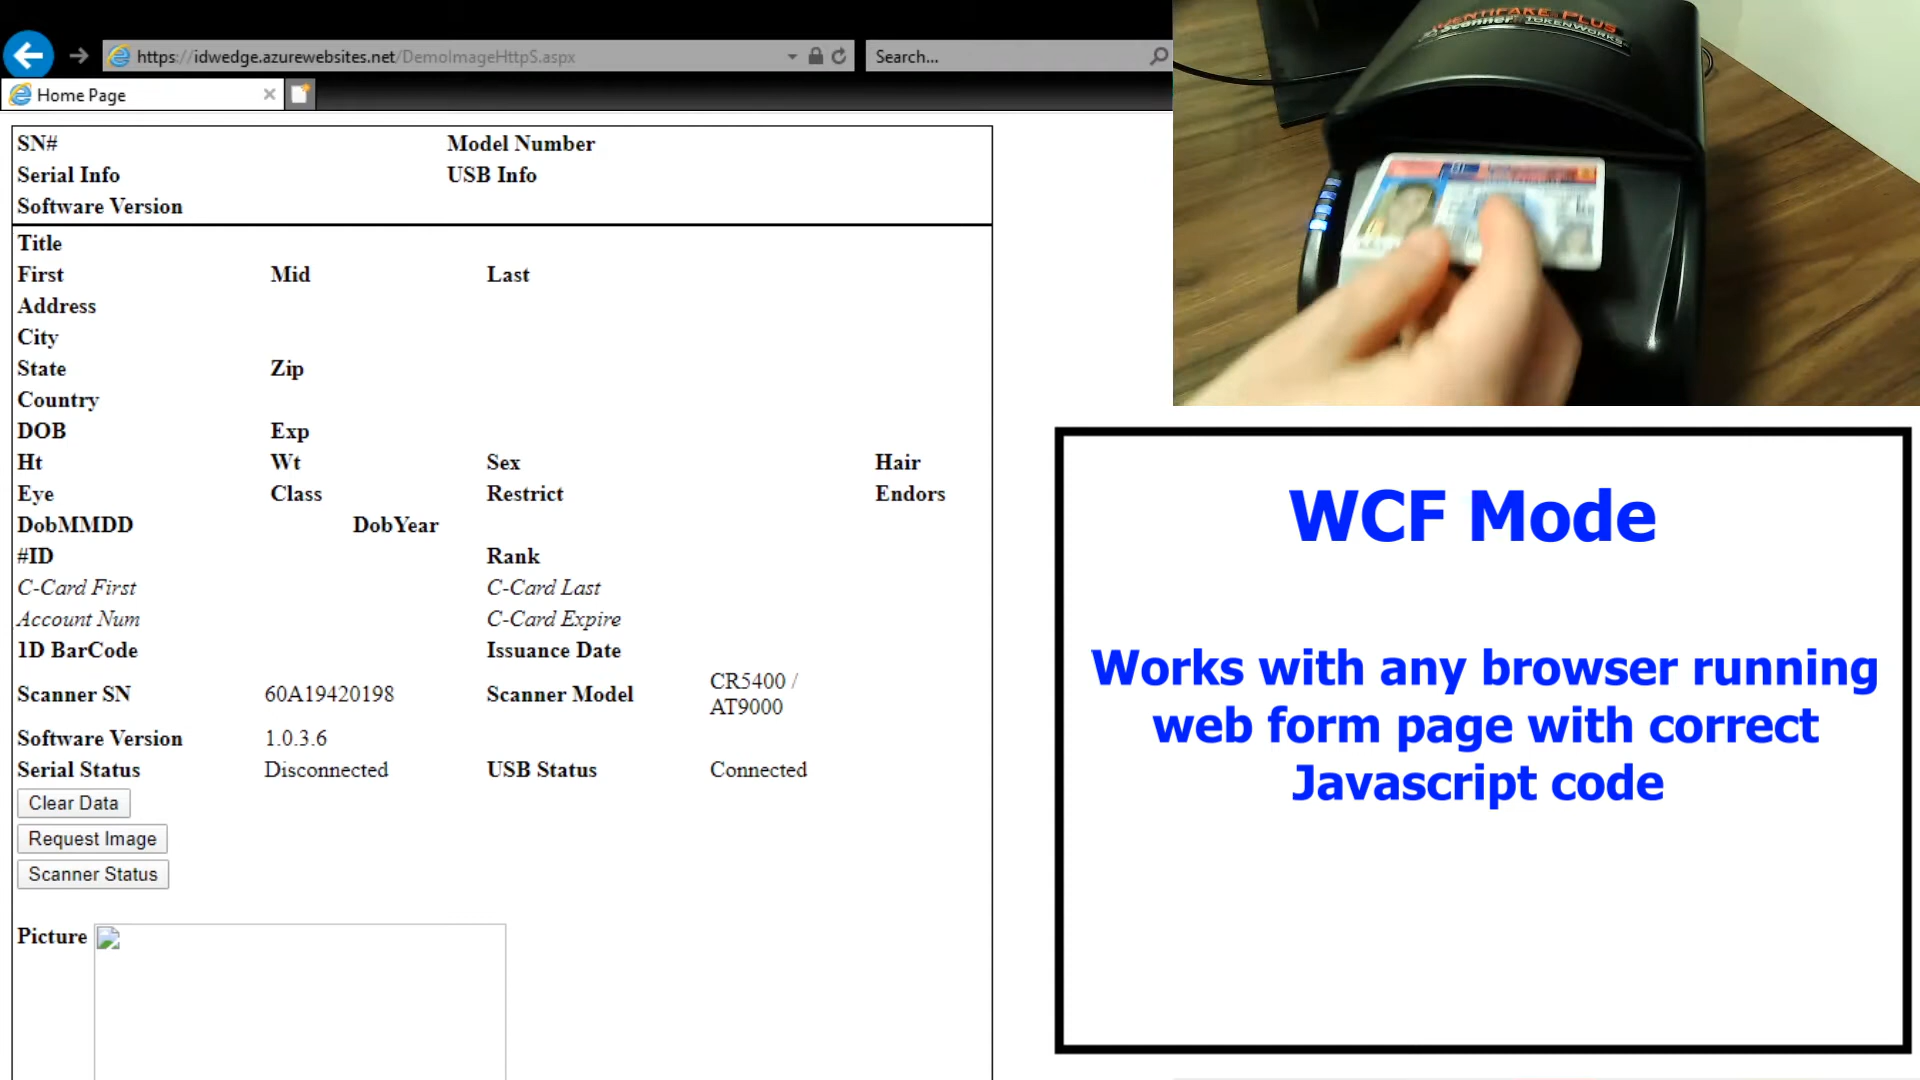 https://idwedge.azurewebsites.net/DemoImageHttpS.aspx
Search...
Home Page
SN# Model Number
Serial Info USB Info
Software Version
Title
First Mid Last
Address
City
State Zip
Country
DOB Exp
Ht Wt Sex Hair
Eye Class Restrict Endors
DobMMDD DobYear
#ID Rank
C-Card First C-Card Last
Account Num C-Card Expire
1D BarCode Issuance Date
Scanner SN 60A19420198 Scanner Model CR5400 /
AT9000
Software Version 1.0.3.6
Serial Status Disconnected USB Status Connected
Clear Data
Request Image
Scanner Status
Picture
PLUS
Scanner TOKENWORKS
WCF Mode
Works with any browser running
web form page with correct
Javascript code